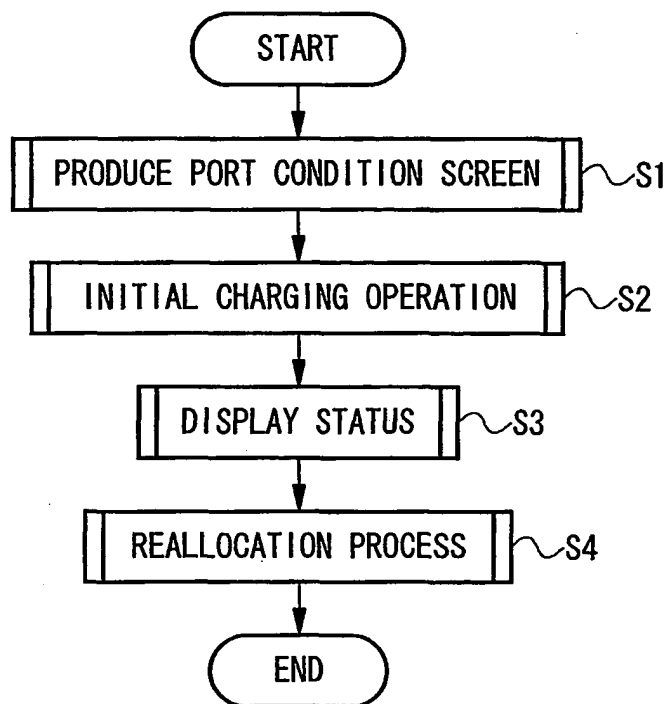 START
PRODUCE PORT CONDITION SCREEN
S1
INITIAL CHARGING OPERATION
S2
DISPLAY STATUS
S3
REALLOCATION PROCESS
S4
END